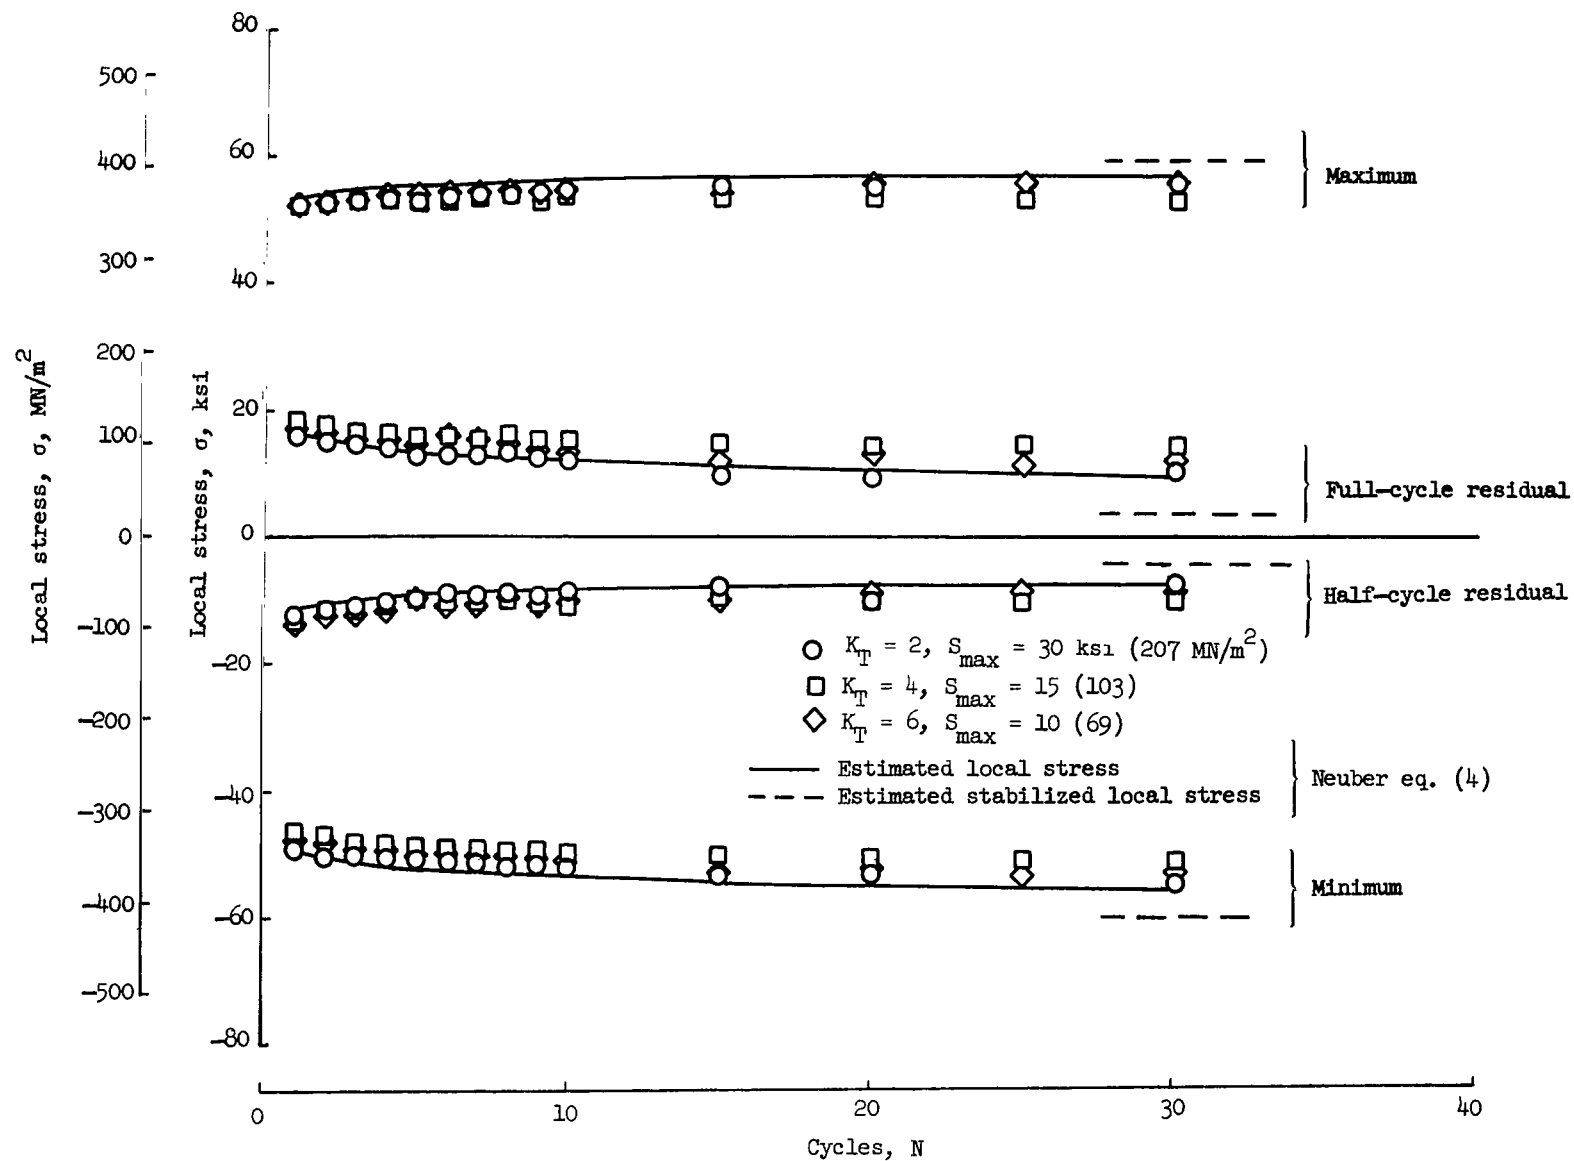 80
500
60
400
Maximum
300
40
200
Local stress, σ, MN/m²
Local stress, σ, ksi
20
100
Full-cycle residual
0
0
Half-cycle residual
-100
K_T = 2, S_max = 30 ksi (207 MN/m²)
-20
K_T = 4, S_max = 15 (103)
-200
K_T = 6, S_max = 10 (69)
Estimated local stress
Neuber eq. (4)
-40
Estimated stabilized local stress
-300
Minimum
-400
-60
-500
-80
0 10 20 30 40
Cycles, N